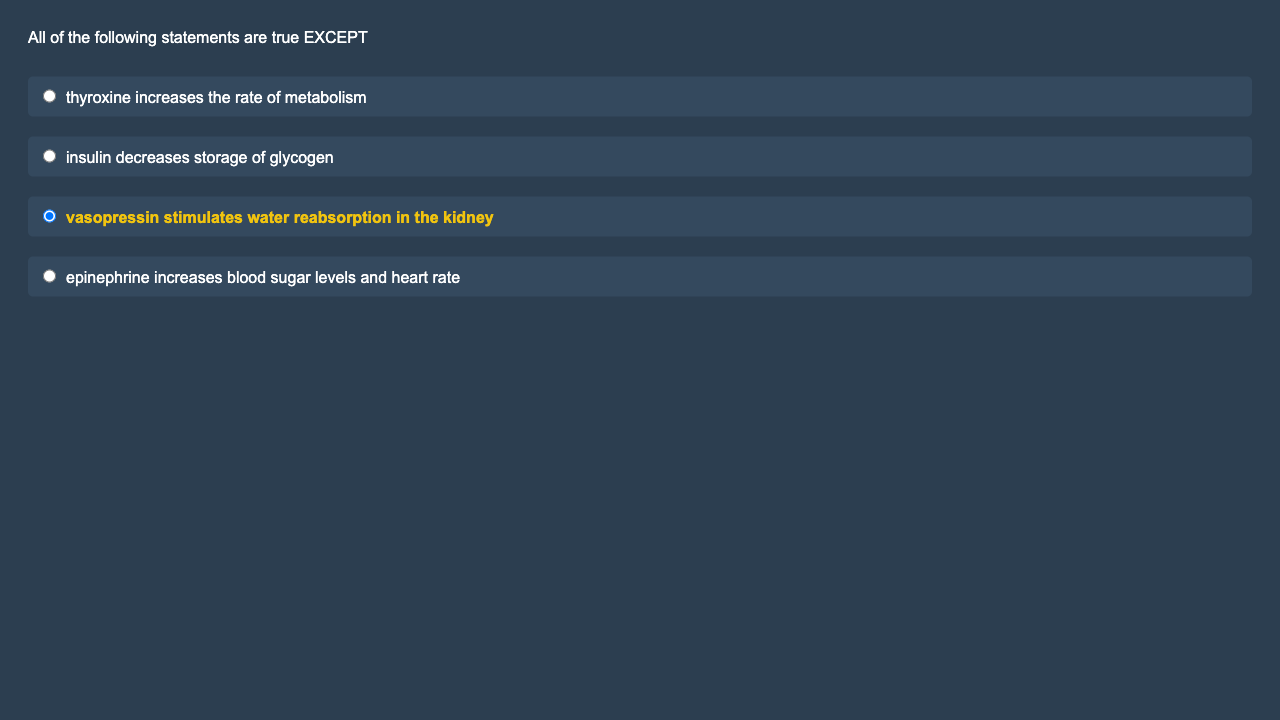 All of the following statements are true EXCEPT
thyroxine increases the rate of metabolism
insulin decreases storage of glycogen
vasopressin stimulates water reabsorption in the kidney
epinephrine increases blood sugar levels and heart rate